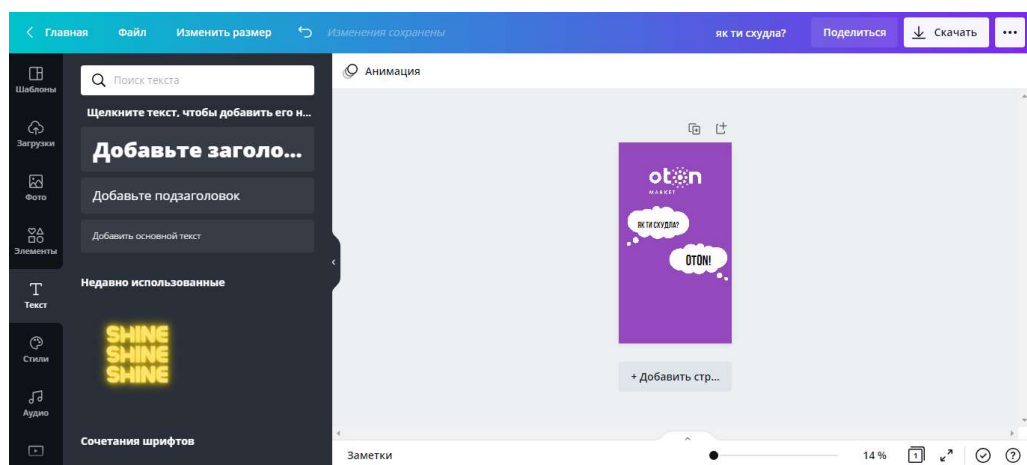 Главная Файл Изменить размер Изменения сохранены як ти схудла? Поделиться Скачать
Шаблоны
Загрузки
Фото
Элементы
Текст
Стили
Аудио
Поиск текста
Щелкните текст, чтобы добавить его н...
Добавьте заголо...
Добавьте подзаголовок
Добавить основной текст
Недавно использованные
SHINE
SHINE
SHINE
Сочетания шрифтов
Анимация
oton
MARKET
ЯК ТИ СХУДЛА?
OTON!
+ Добавить стр...
Заметки 14 % 1